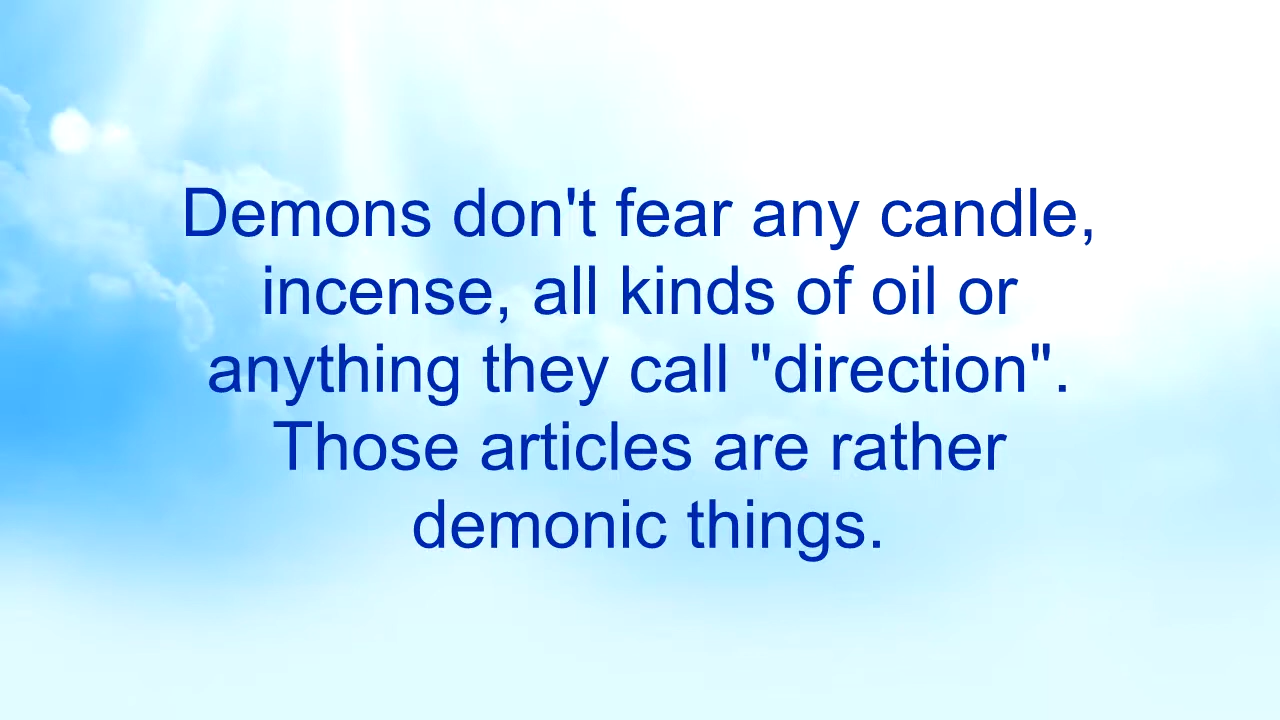 Demons don't fear any candle,
incense, all kinds of oil or
anything they call "direction".
Those articles are rather
demonic things.